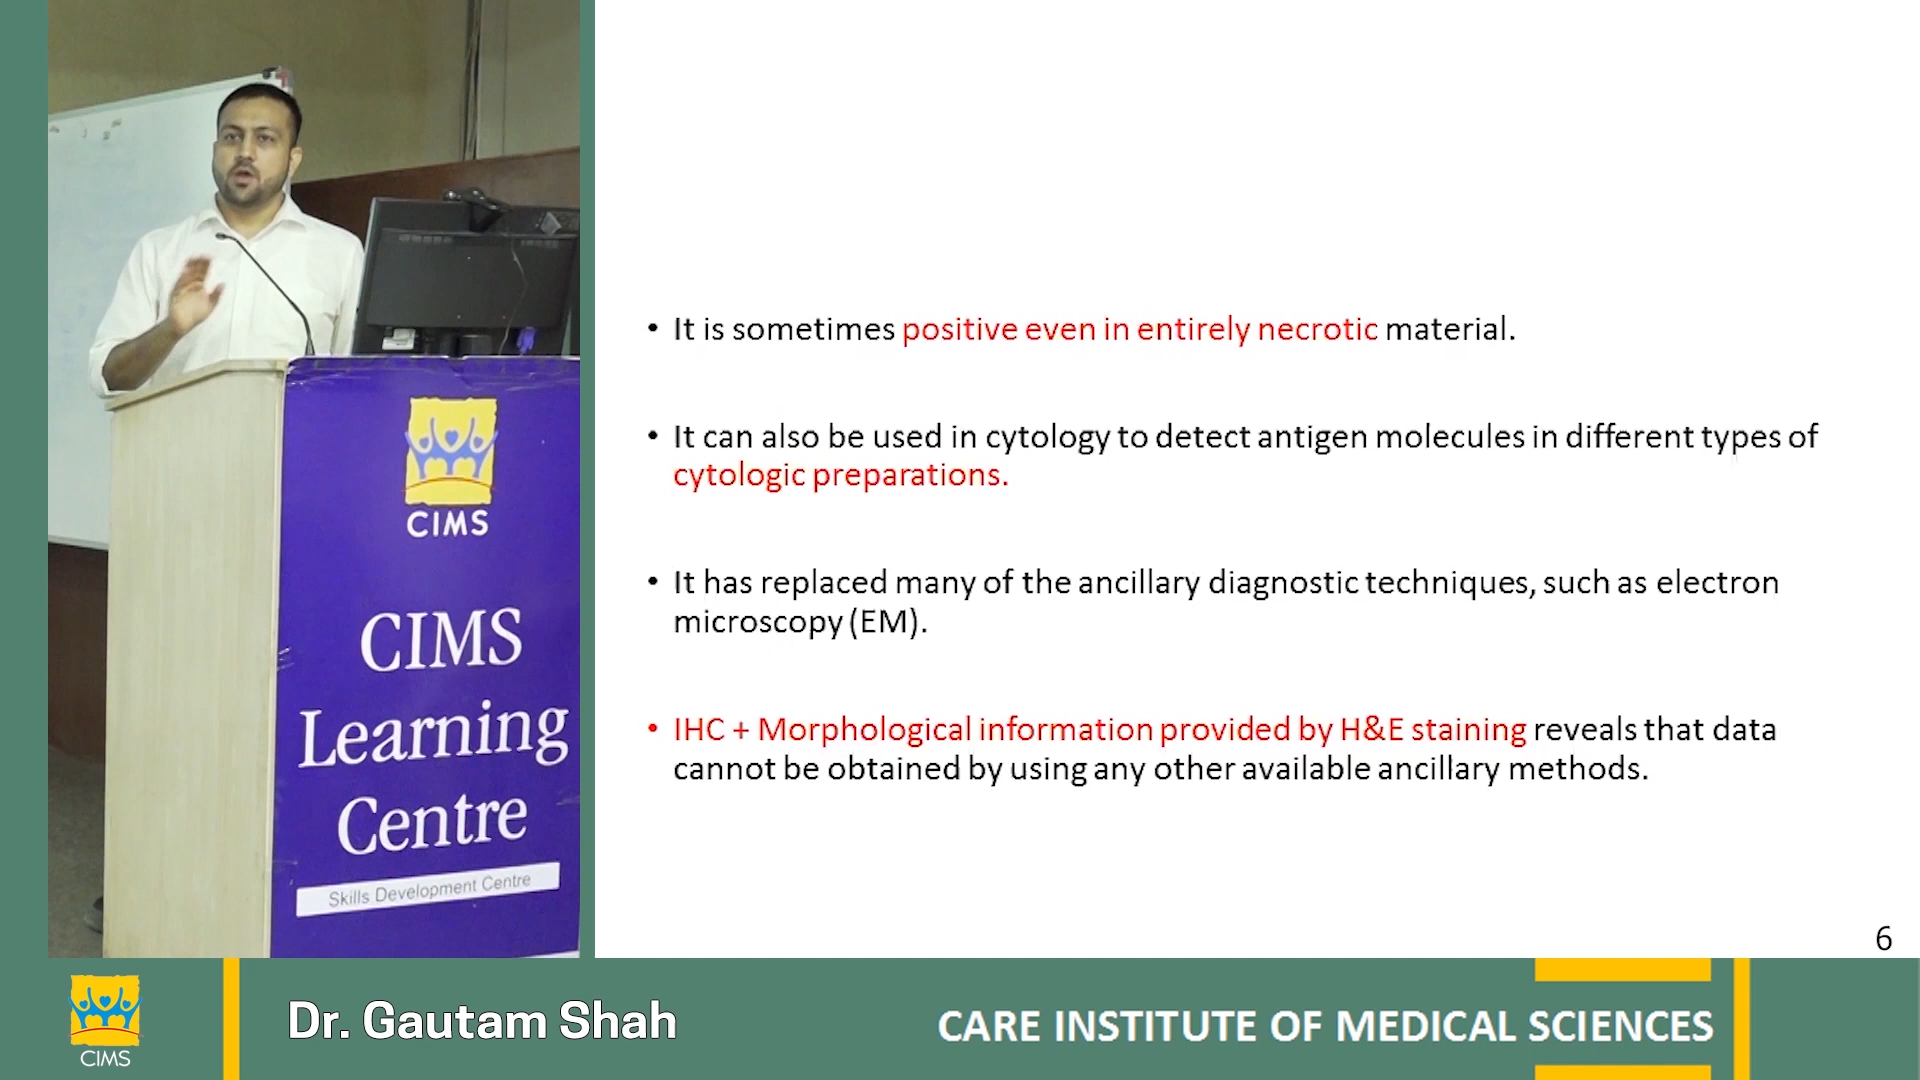 • It is sometimes positive even in entirely necrotic material.
• It can also be used in cytology to detect antigen molecules in different types of
cytologic preparations.
• It has replaced many of the ancillary diagnostic techniques, such as electron
microscopy (EM).
• IHC + Morphological information provided by H&E staining reveals that data
cannot be obtained by using any other available ancillary methods.
6
CIMS
CIMS
Learning
Centre
Skills Development Centre
CIMS
Dr. Gautam Shah
CARE INSTITUTE OF MEDICAL SCIENCES